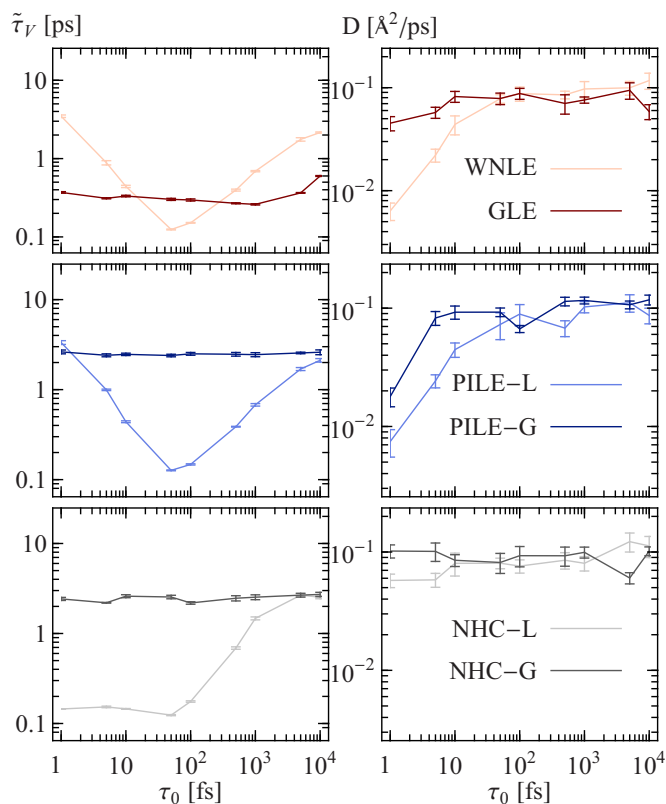 τ̃_V [ps]
D [Å²/ps]
10
1
0.1
10⁻¹
10⁻²
WNLE
GLE
10
1
0.1
10⁻¹
10⁻²
PILE−L
PILE−G
10
1
0.1
10⁻¹
10⁻²
NHC−L
NHC−G
1 10 10² 10³ 10⁴
1 10 10² 10³ 10⁴
τ₀ [fs]
τ₀ [fs]